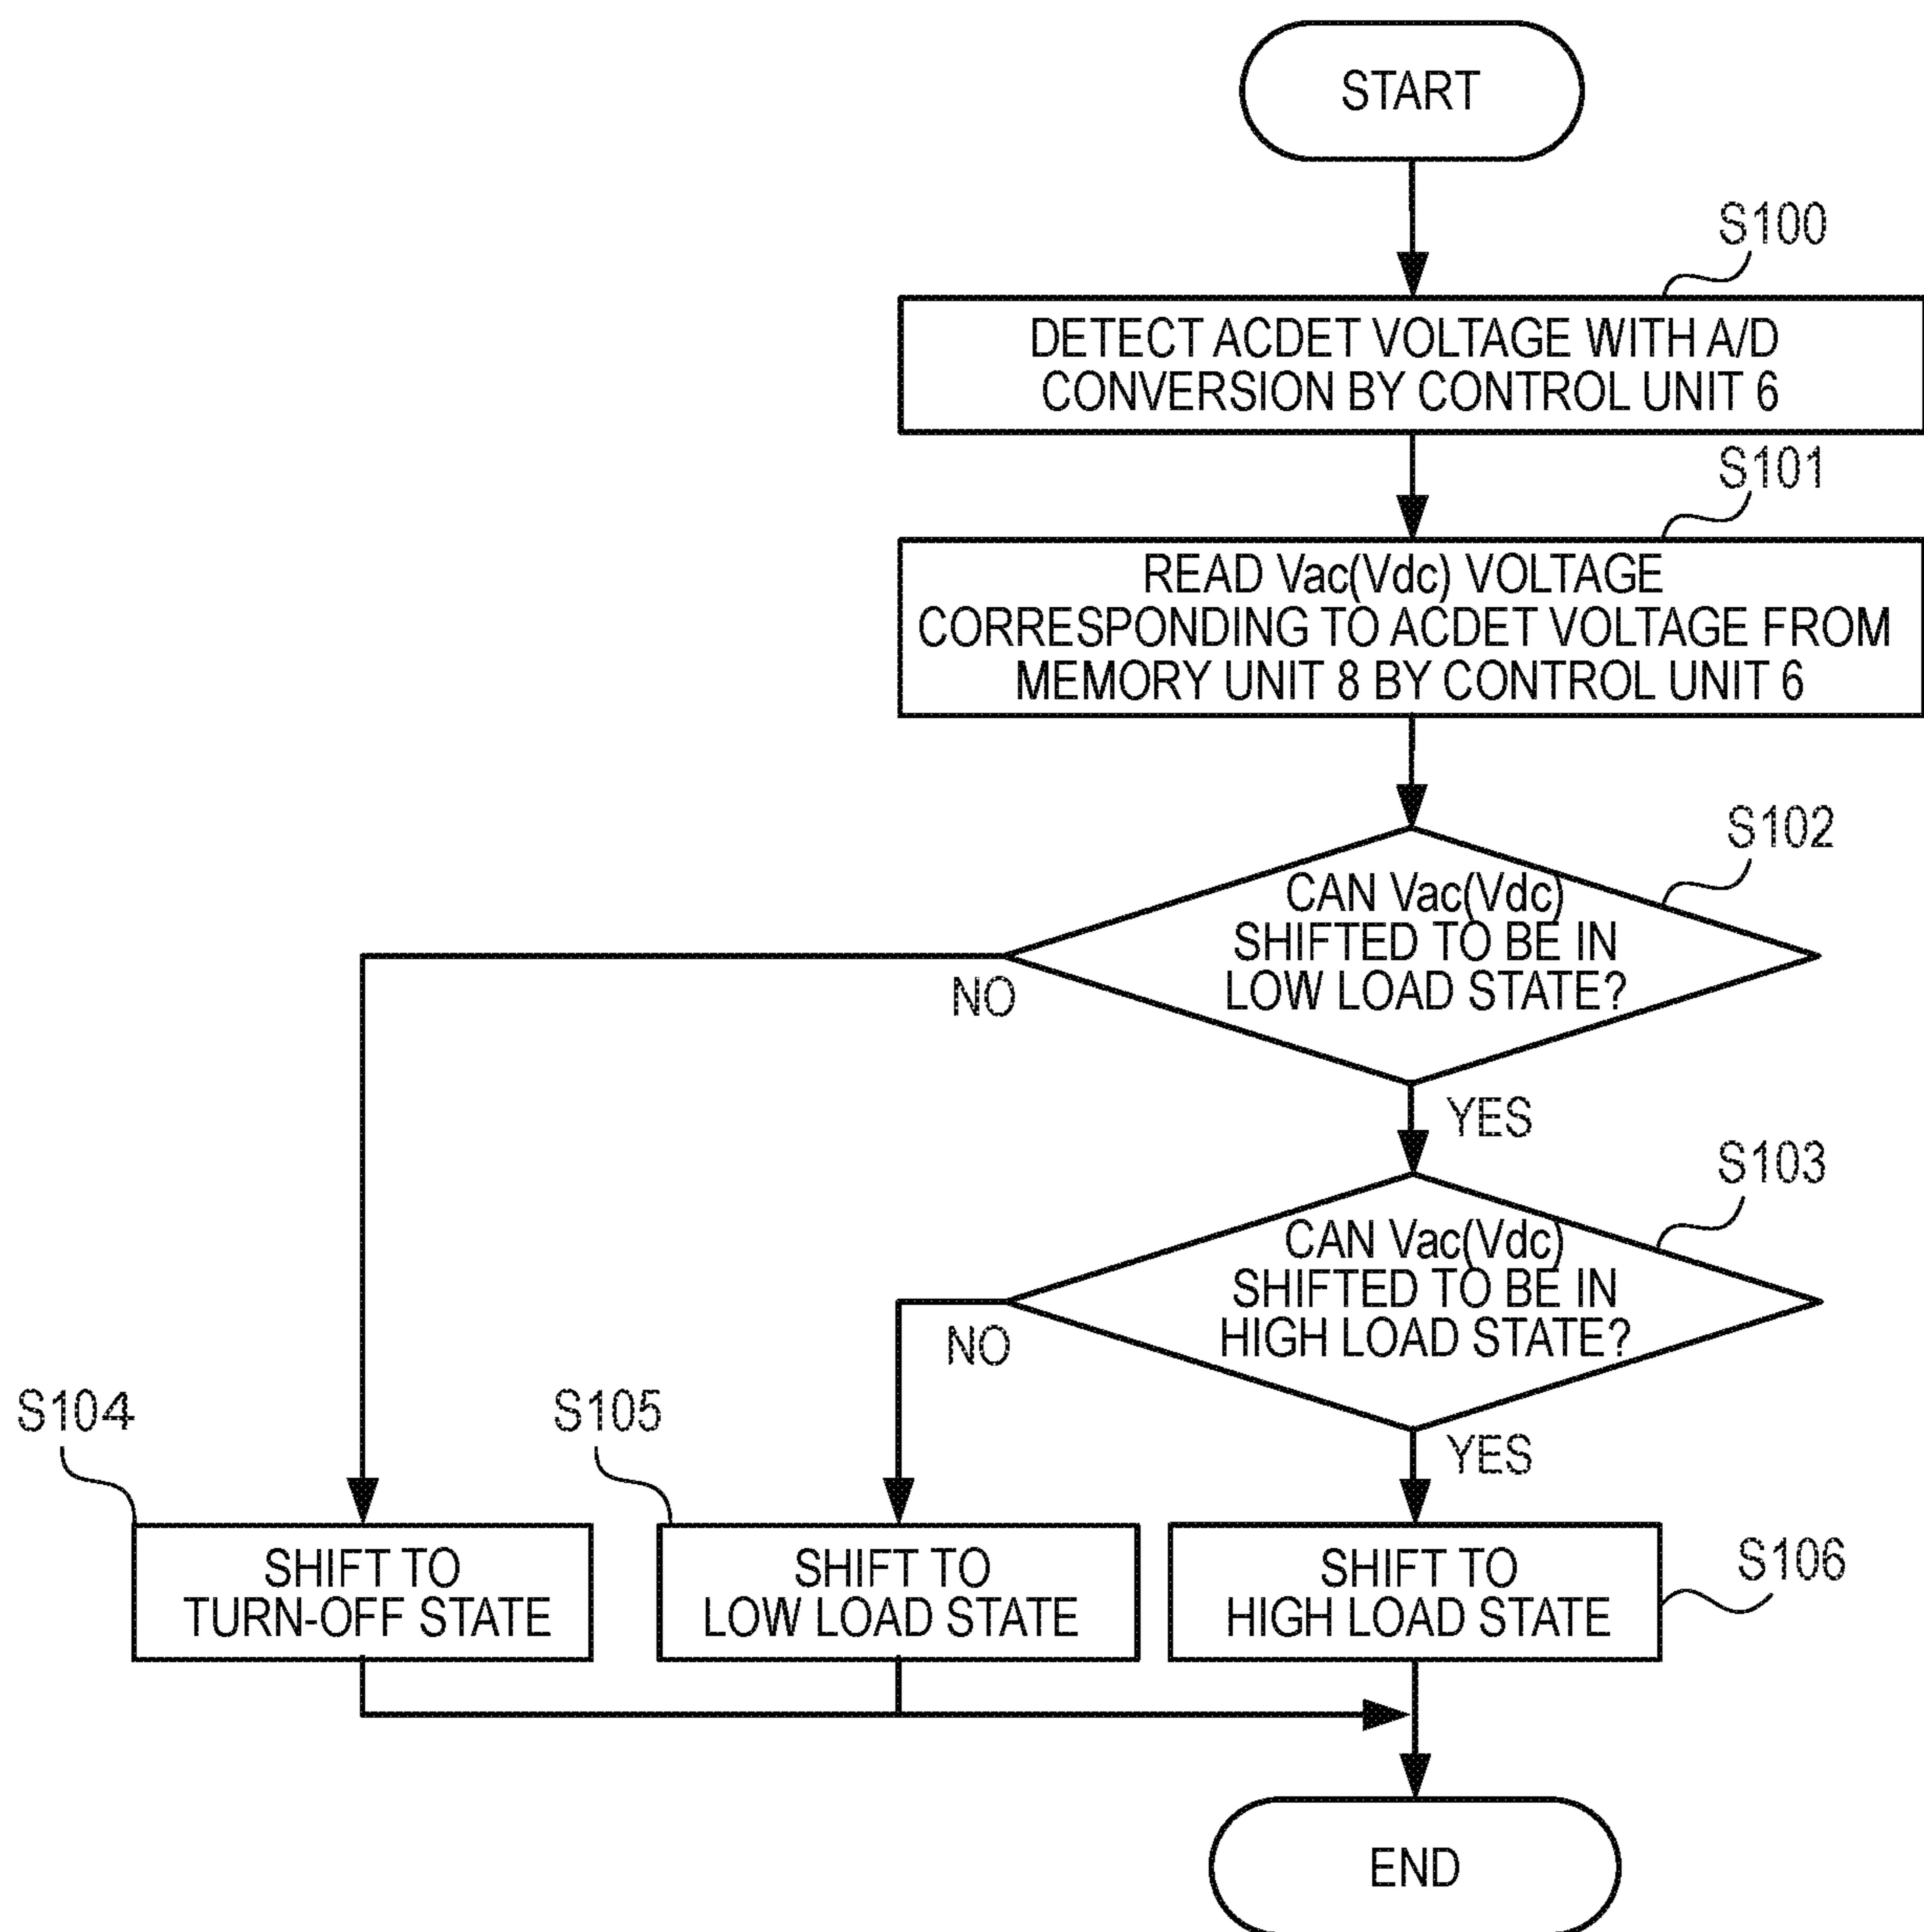 START
S100
DETECT ACDET VOLTAGE WITH A/D
CONVERSION BY CONTROL UNIT 6
S101
READ Vac(Vdc) VOLTAGE
CORRESPONDING TO ACDET VOLTAGE FROM
MEMORY UNIT 8 BY CONTROL UNIT 6
S102
CAN Vac(Vdc)
SHIFTED TO BE IN
LOW LOAD STATE?
NO
YES
S103
CAN Vac(Vdc)
SHIFTED TO BE IN
HIGH LOAD STATE?
NO
YES
S104
SHIFT TO
TURN-OFF STATE
S105
SHIFT TO
LOW LOAD STATE
S106
SHIFT TO
HIGH LOAD STATE
END